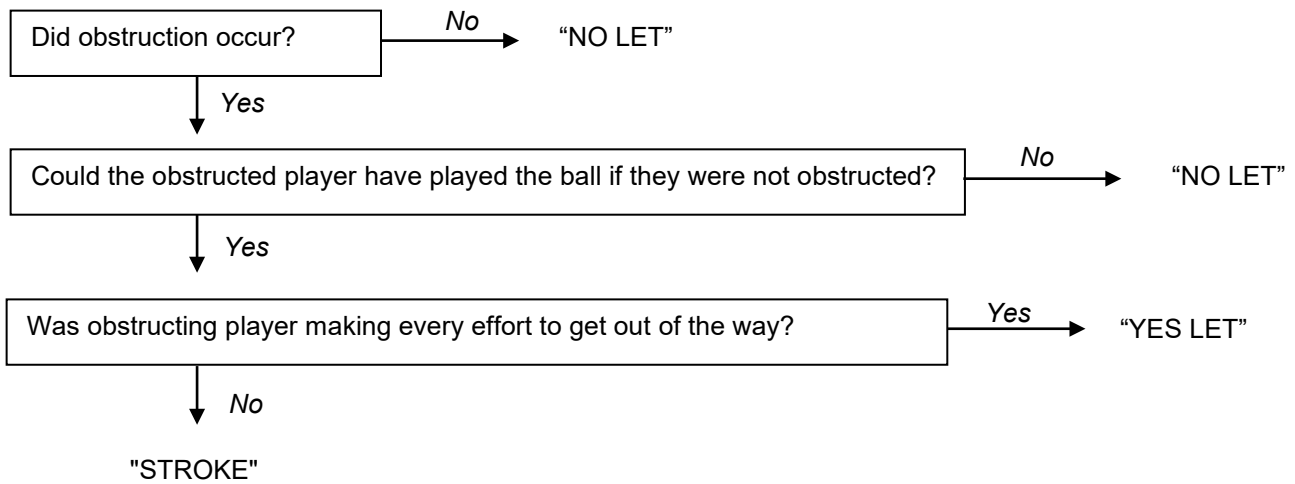 Did obstruction occur?
No
“NO LET”
Yes
Could the obstructed player have played the ball if they were not obstructed?
No
“NO LET”
Yes
Was obstructing player making every effort to get out of the way?
Yes
“YES LET”
No
"STROKE"